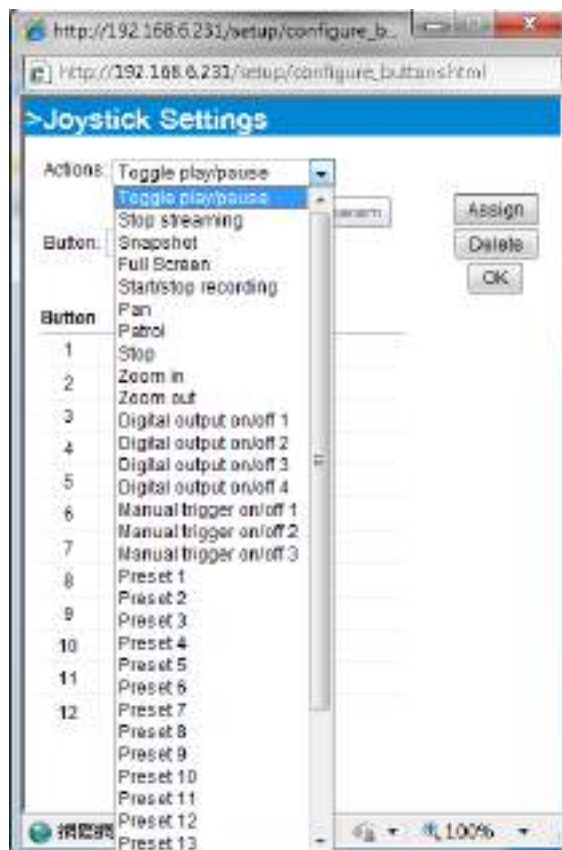 http://192.168.6.231/setup/configure_b...
http://192.168.6.231/setup/configure_buttons.html
>Joystick Settings
Actions: Toggle play/pause
Toggle play/pause
Stop streaming
Assign
Button: Snapshot
Delete
Full Screen
OK
Start/stop recording
Button
Pan
Patrol
1
Stop
2
Zoom in
Zoom out
3
Digital output on/off 1
4
Digital output on/off 2
Digital output on/off 3
5
Digital output on/off 4
6
Manual trigger on/off 1
Manual trigger on/off 2
7
Manual trigger on/off 3
8
Preset 1
Preset 2
9
Preset 3
10
Preset 4
Preset 5
11
Preset 6
12
Preset 7
Preset 8
Preset 9
Preset 10
Preset 11
Preset 12
100%
Preset 13